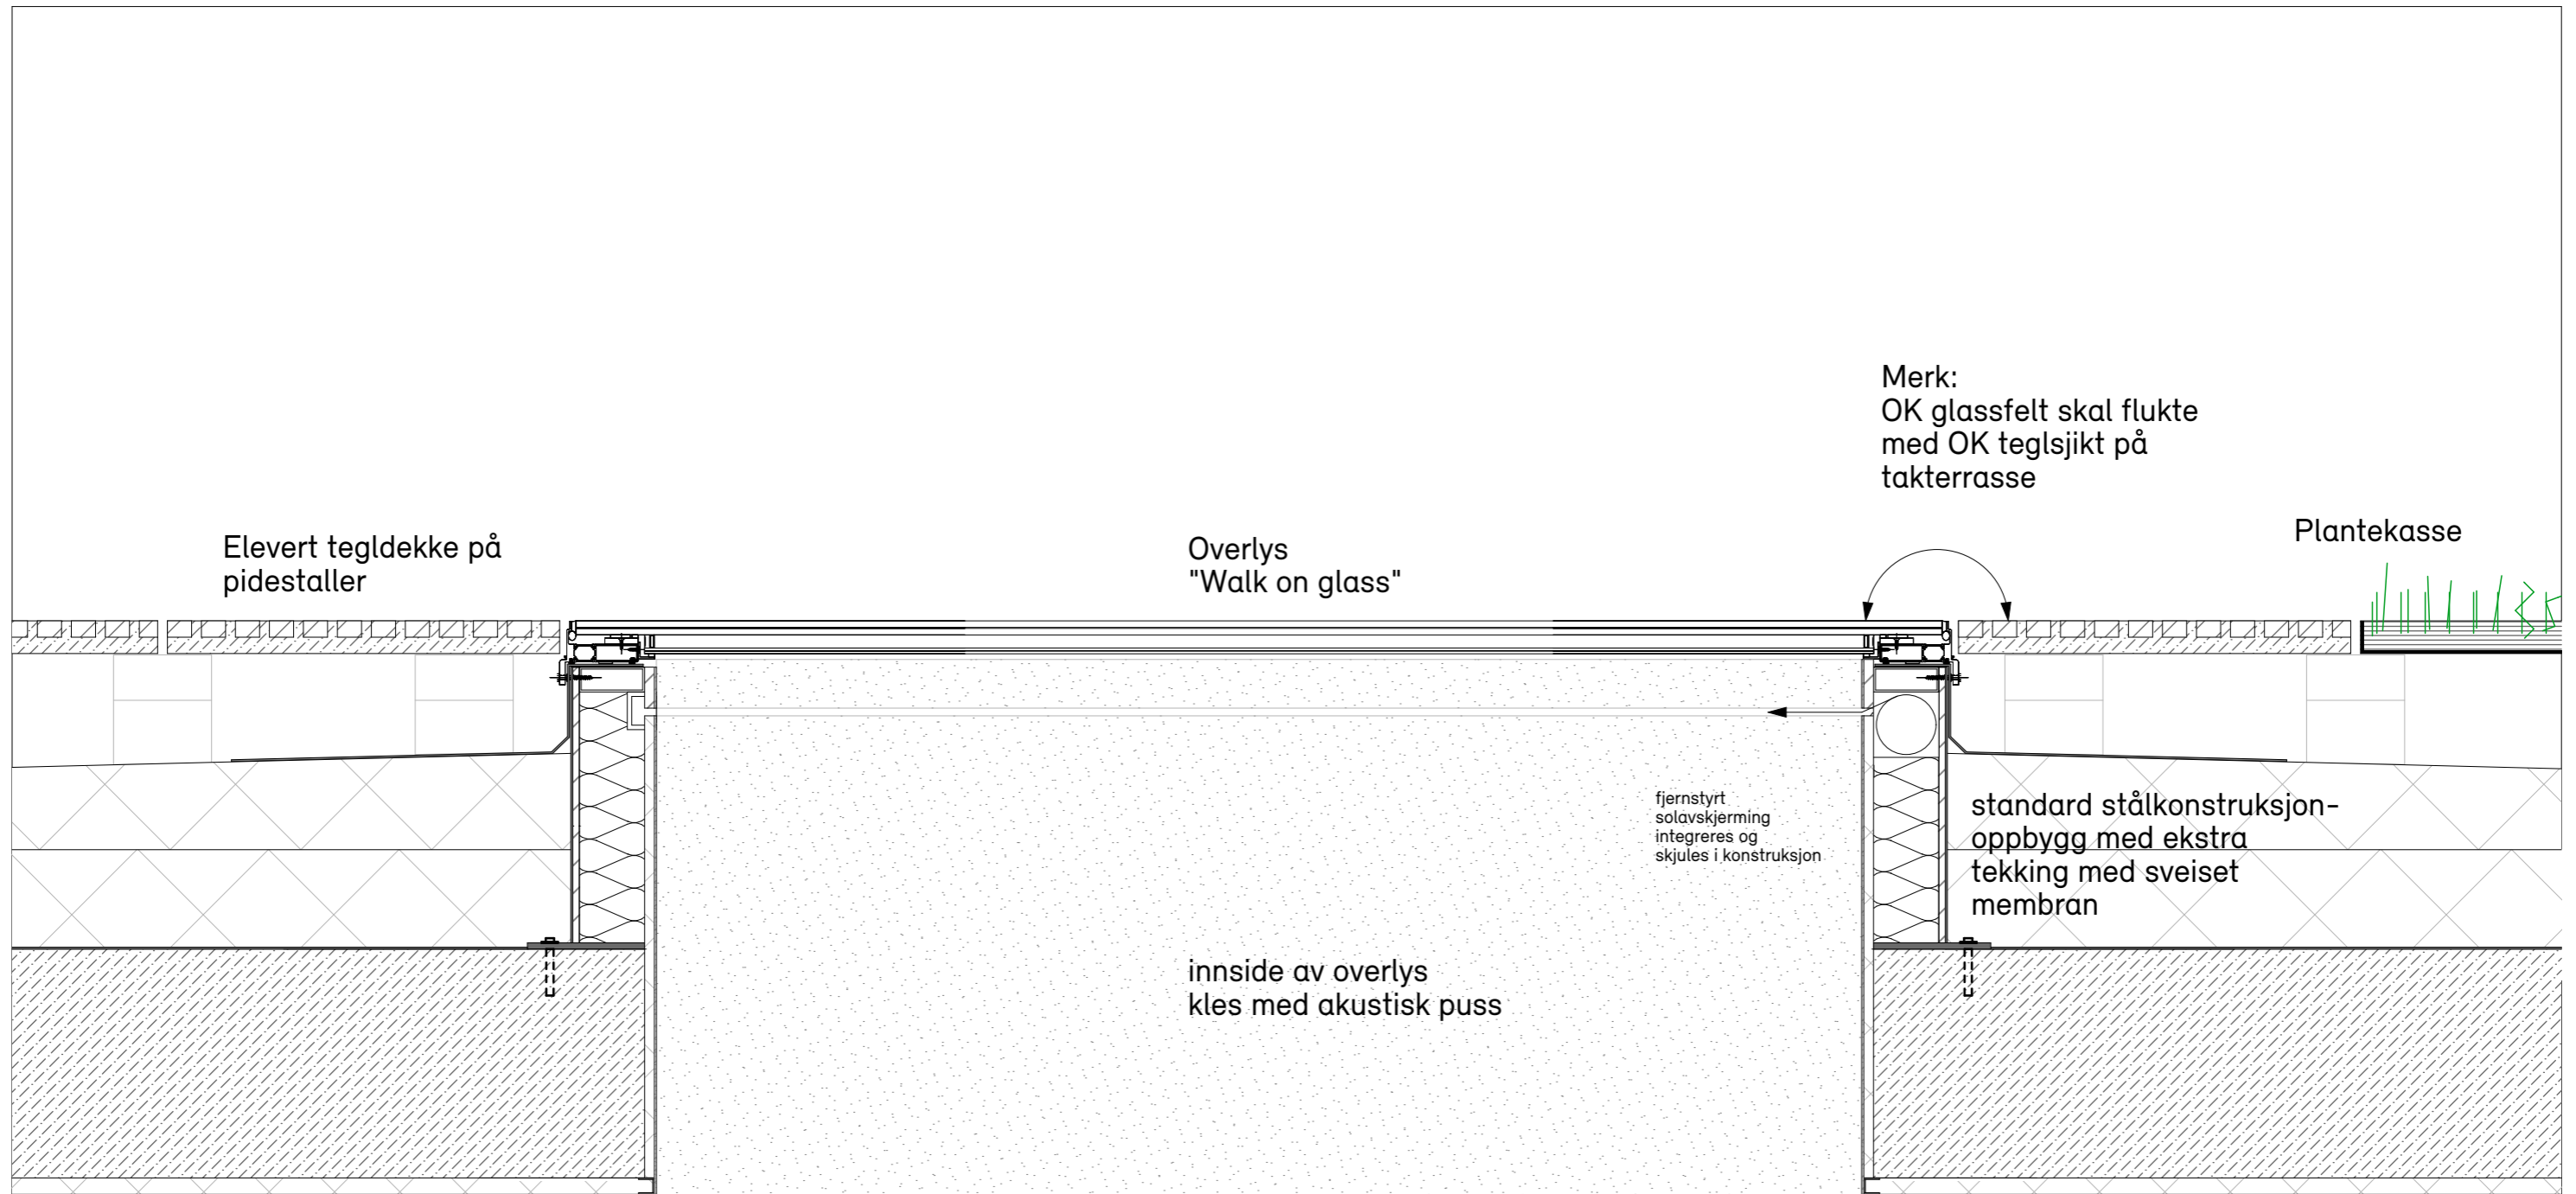 Merk:
OK glassfelt skal flukte
med OK teglsjikt på
takterrasse
Elevert tegldekke på
pidestaller
Overlys
"Walk on glass"
Plantekasse
fjernstyrt
solavskjerming
integreres og
skjules i konstruksjon
standard stålkonstruksjon-
oppbygg med ekstra
tekking med sveiset
membran
innside av overlys
kles med akustisk puss